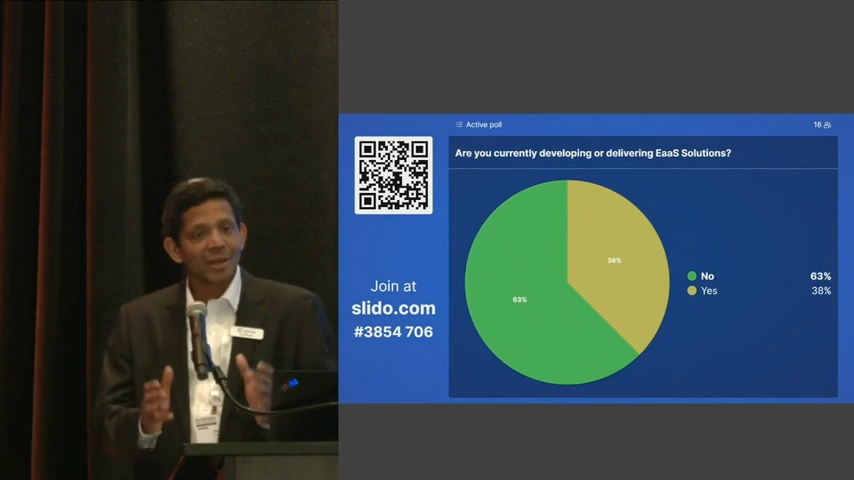 Active poll
16
Are you currently developing or delivering EaaS Solutions?
38%
63%
No 63%
Yes 38%
Join at
slido.com
#3854 706